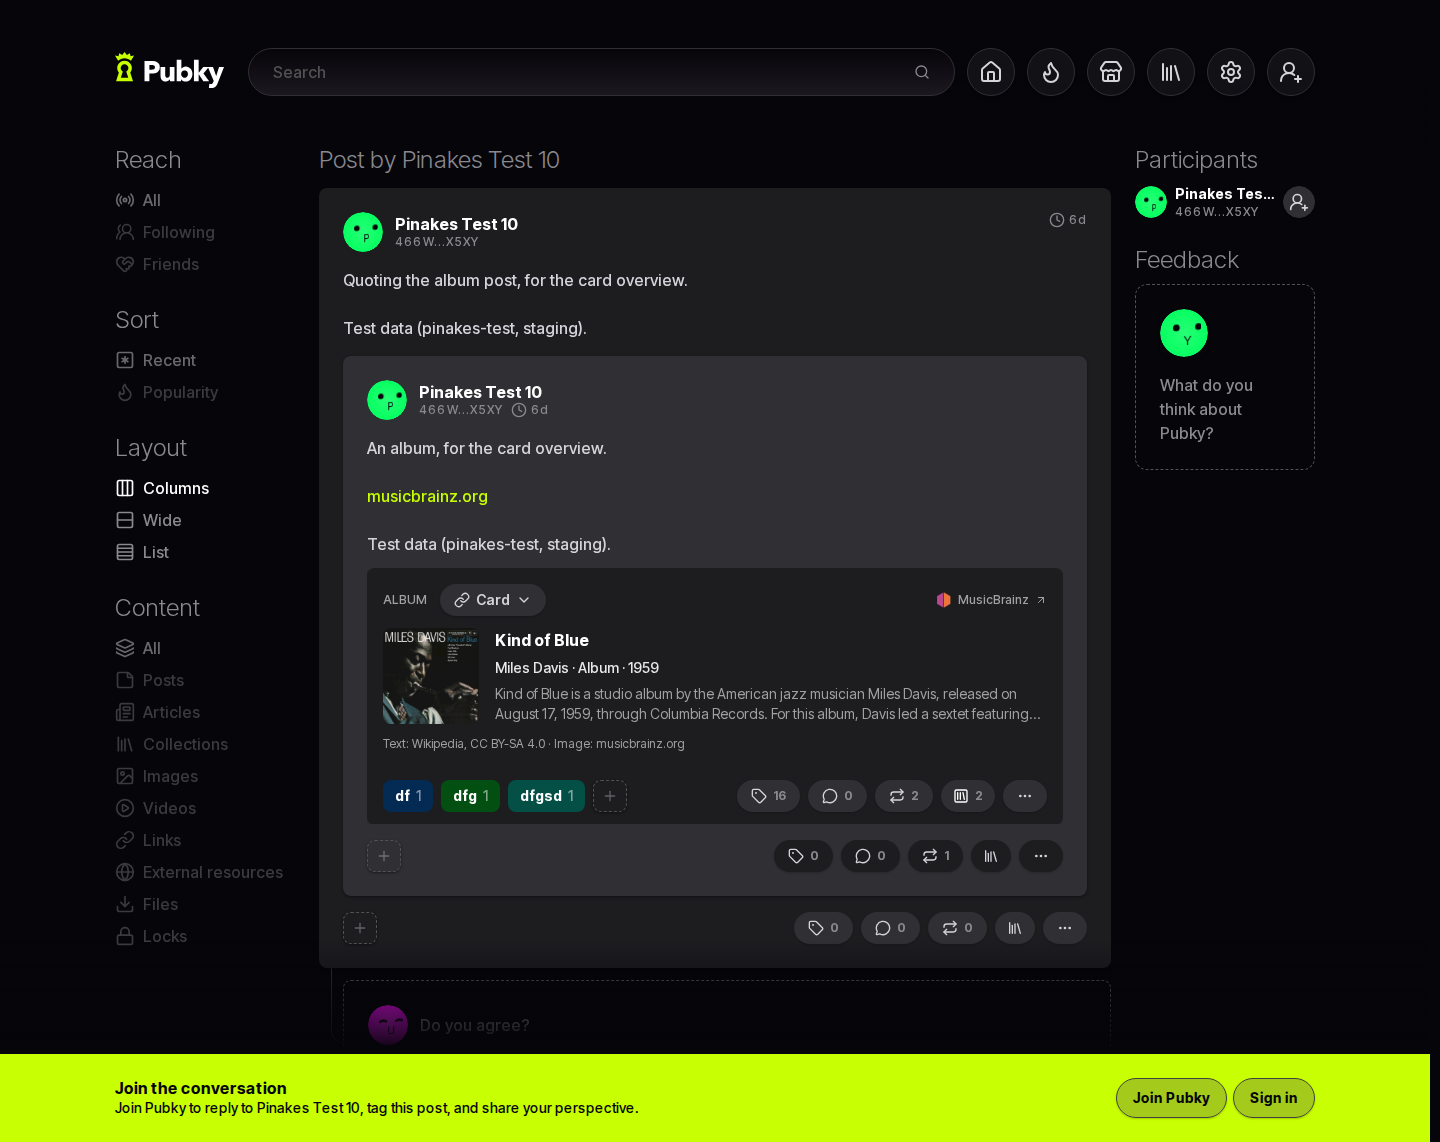 Pubky
Search
Reach
All
Following
Friends
Sort
Recent
Popularity
Layout
Columns
Wide
List
Content
All
Posts
Articles
Collections
Images
Videos
Links
External resources
Files
Locks
Post by Pinakes Test 10
Pinakes Test 10
466W...X5XY
6d
Quoting the album post, for the card overview.
Test data (pinakes-test, staging).
Pinakes Test 10
466W...X5XY 6d
An album, for the card overview.
musicbrainz.org
Test data (pinakes-test, staging).
ALBUM Card
MusicBrainz
MILES DAVIS Kind of Blue
Kind of Blue
Miles Davis · Album · 1959
Kind of Blue is a studio album by the American jazz musician Miles Davis, released on
August 17, 1959, through Columbia Records. For this album, Davis led a sextet featuring...
Text: Wikipedia, CC BY-SA 4.0 · Image: musicbrainz.org
df 1 dfg 1 dfgsd 1
16 0 2 2
0 0 1
0 0 0
Do you agree?
Participants
Pinakes Tes...
466W...X5XY
Feedback
What do you
think about
Pubky?
Join the conversation
Join Pubky to reply to Pinakes Test 10, tag this post, and share your perspective.
Join Pubky
Sign in